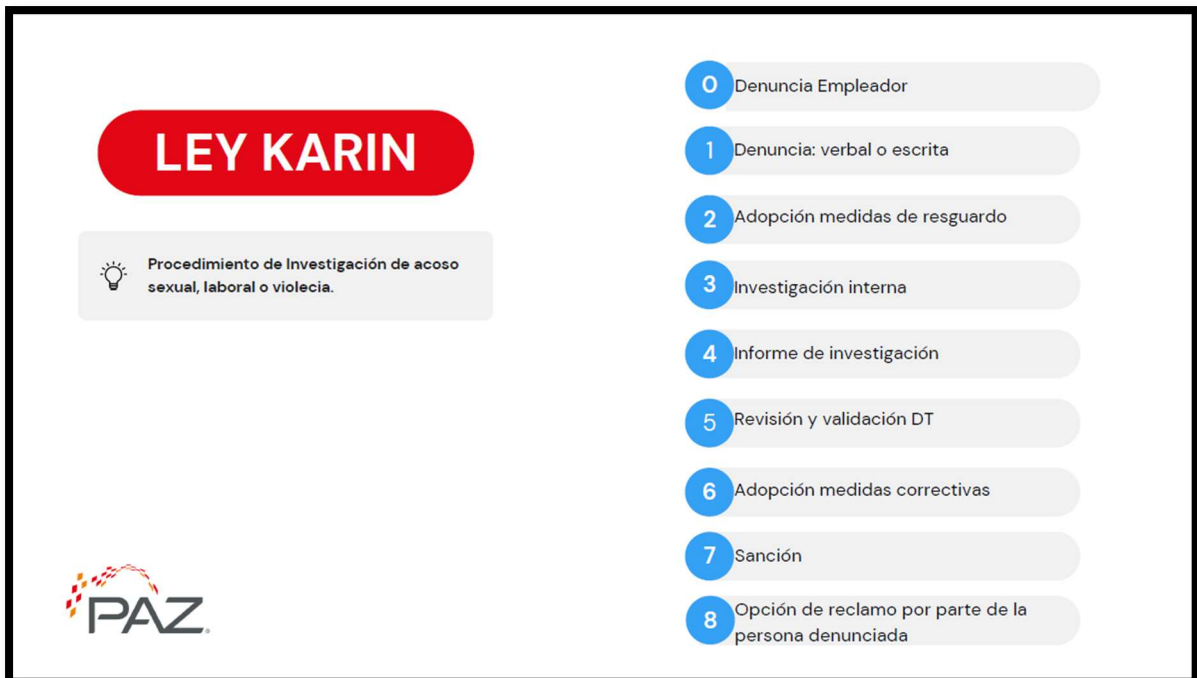 LEY KARIN
Procedimiento de Investigación de acoso
sexual, laboral o violecia.
PAZ
0 Denuncia Empleador
1 Denuncia: verbal o escrita
2 Adopción medidas de resguardo
3 Investigación interna
4 Informe de investigación
5 Revisión y validación DT
6 Adopción medidas correctivas
7 Sanción
8 Opción de reclamo por parte de la
persona denunciada